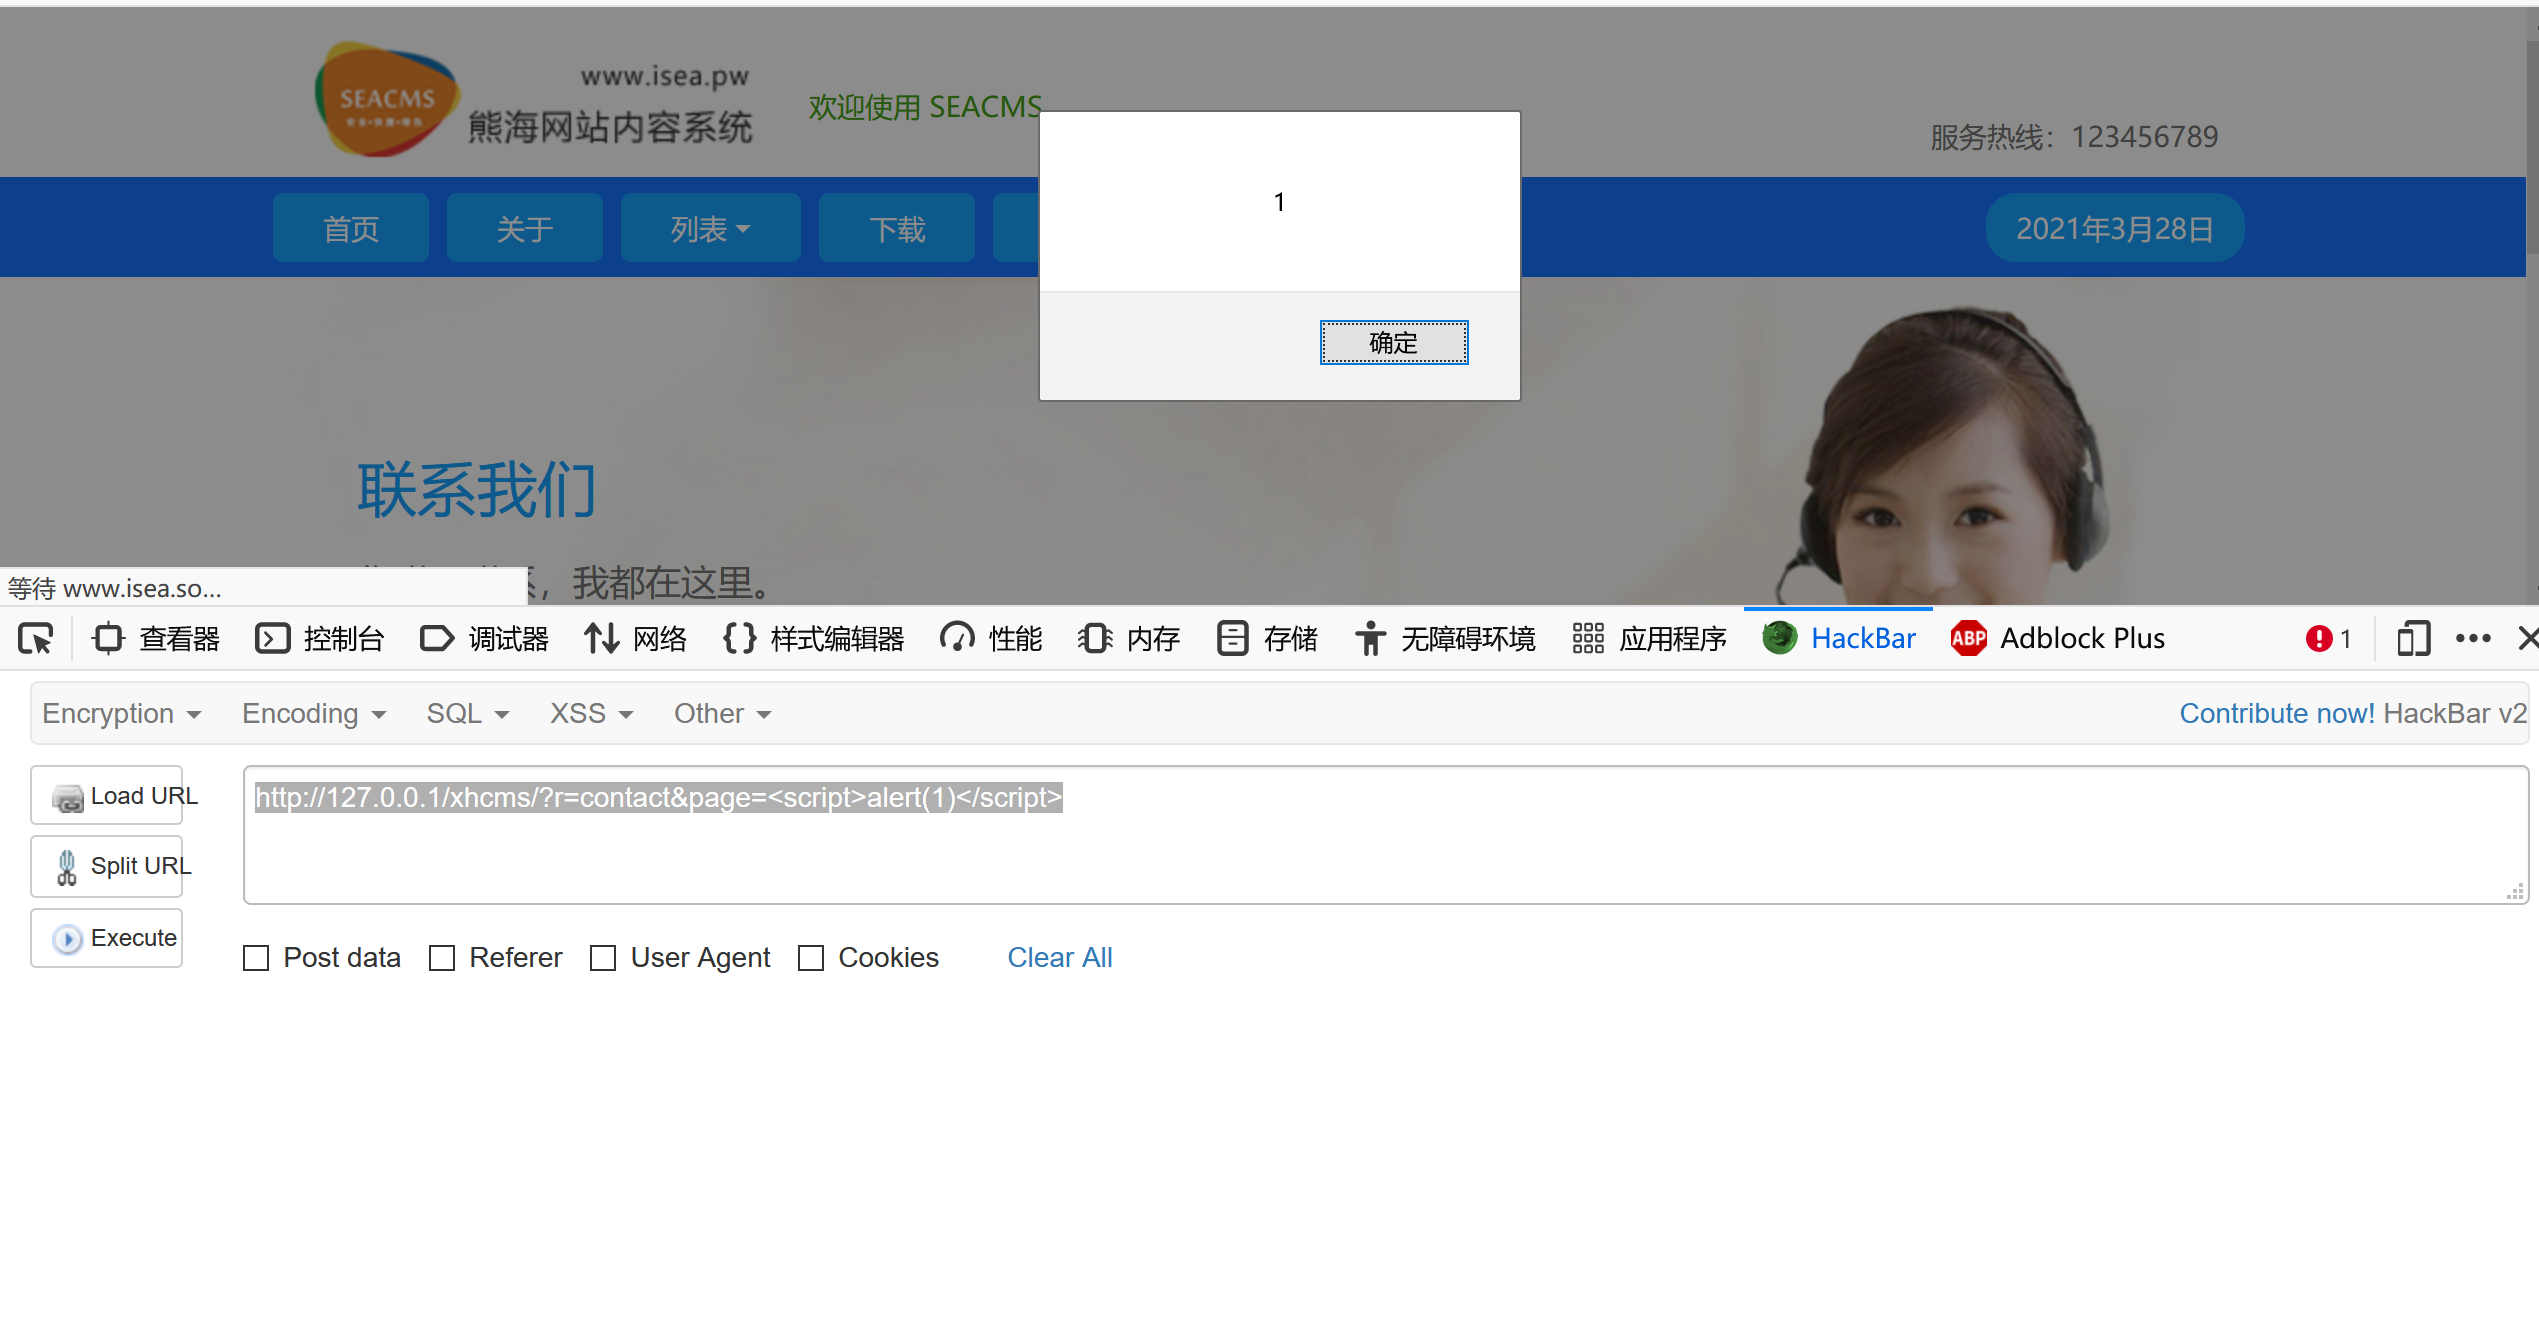 www.isea.pw
SEACMS
熊海网站内容系统
欢迎使用 SEACMS
服务热线：123456789
首页
关于
列表
下载
2021年3月28日
1
确定
联系我们
，我都在这里。
等待 www.isea.so...
查看器
控制台
调试器
网络
{} 样式编辑器
性能
内存
存储
无障碍环境
应用程序
HackBar
ABP Adblock Plus
1
Encryption
Encoding
SQL
XSS
Other
Contribute now! HackBar v2
Load URL
http://127.0.0.1/xhcms/?r=contact&page=<script>alert(1)</script>
Split URL
Execute
Post data
Referer
User Agent
Cookies
Clear All